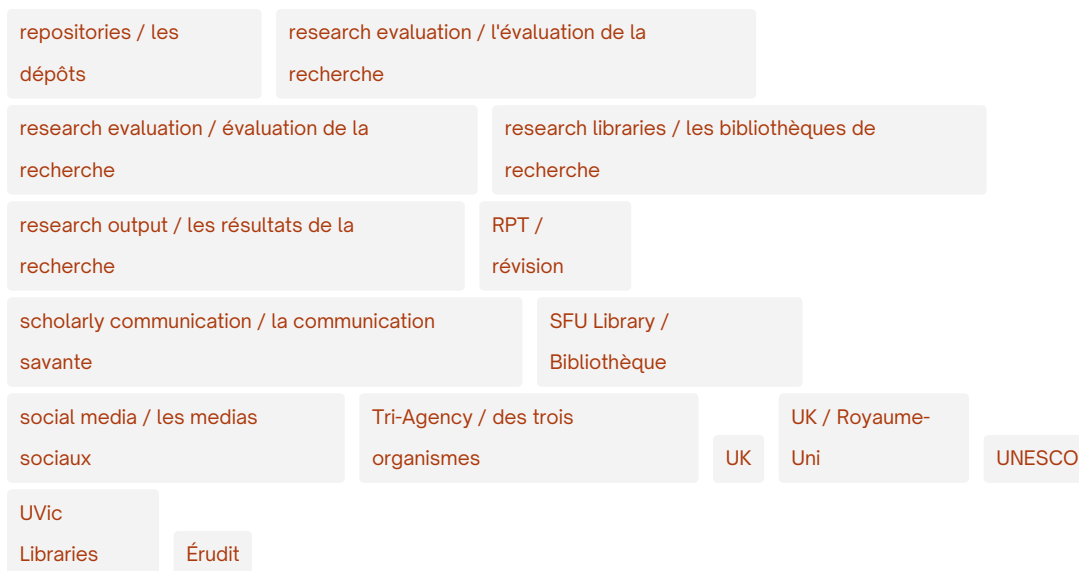 repositories / les
dépôts
research evaluation / l'évaluation de la
recherche
research evaluation / évaluation de la
recherche
research libraries / les bibliothèques de
recherche
research output / les résultats de la
recherche
RPT /
révision
scholarly communication / la communication
savante
SFU Library /
Bibliothèque
social media / les medias
sociaux
Tri-Agency / des trois
organismes
UK
UK / Royaume-
Uni
UNESCO
UVic
Libraries
Érudit